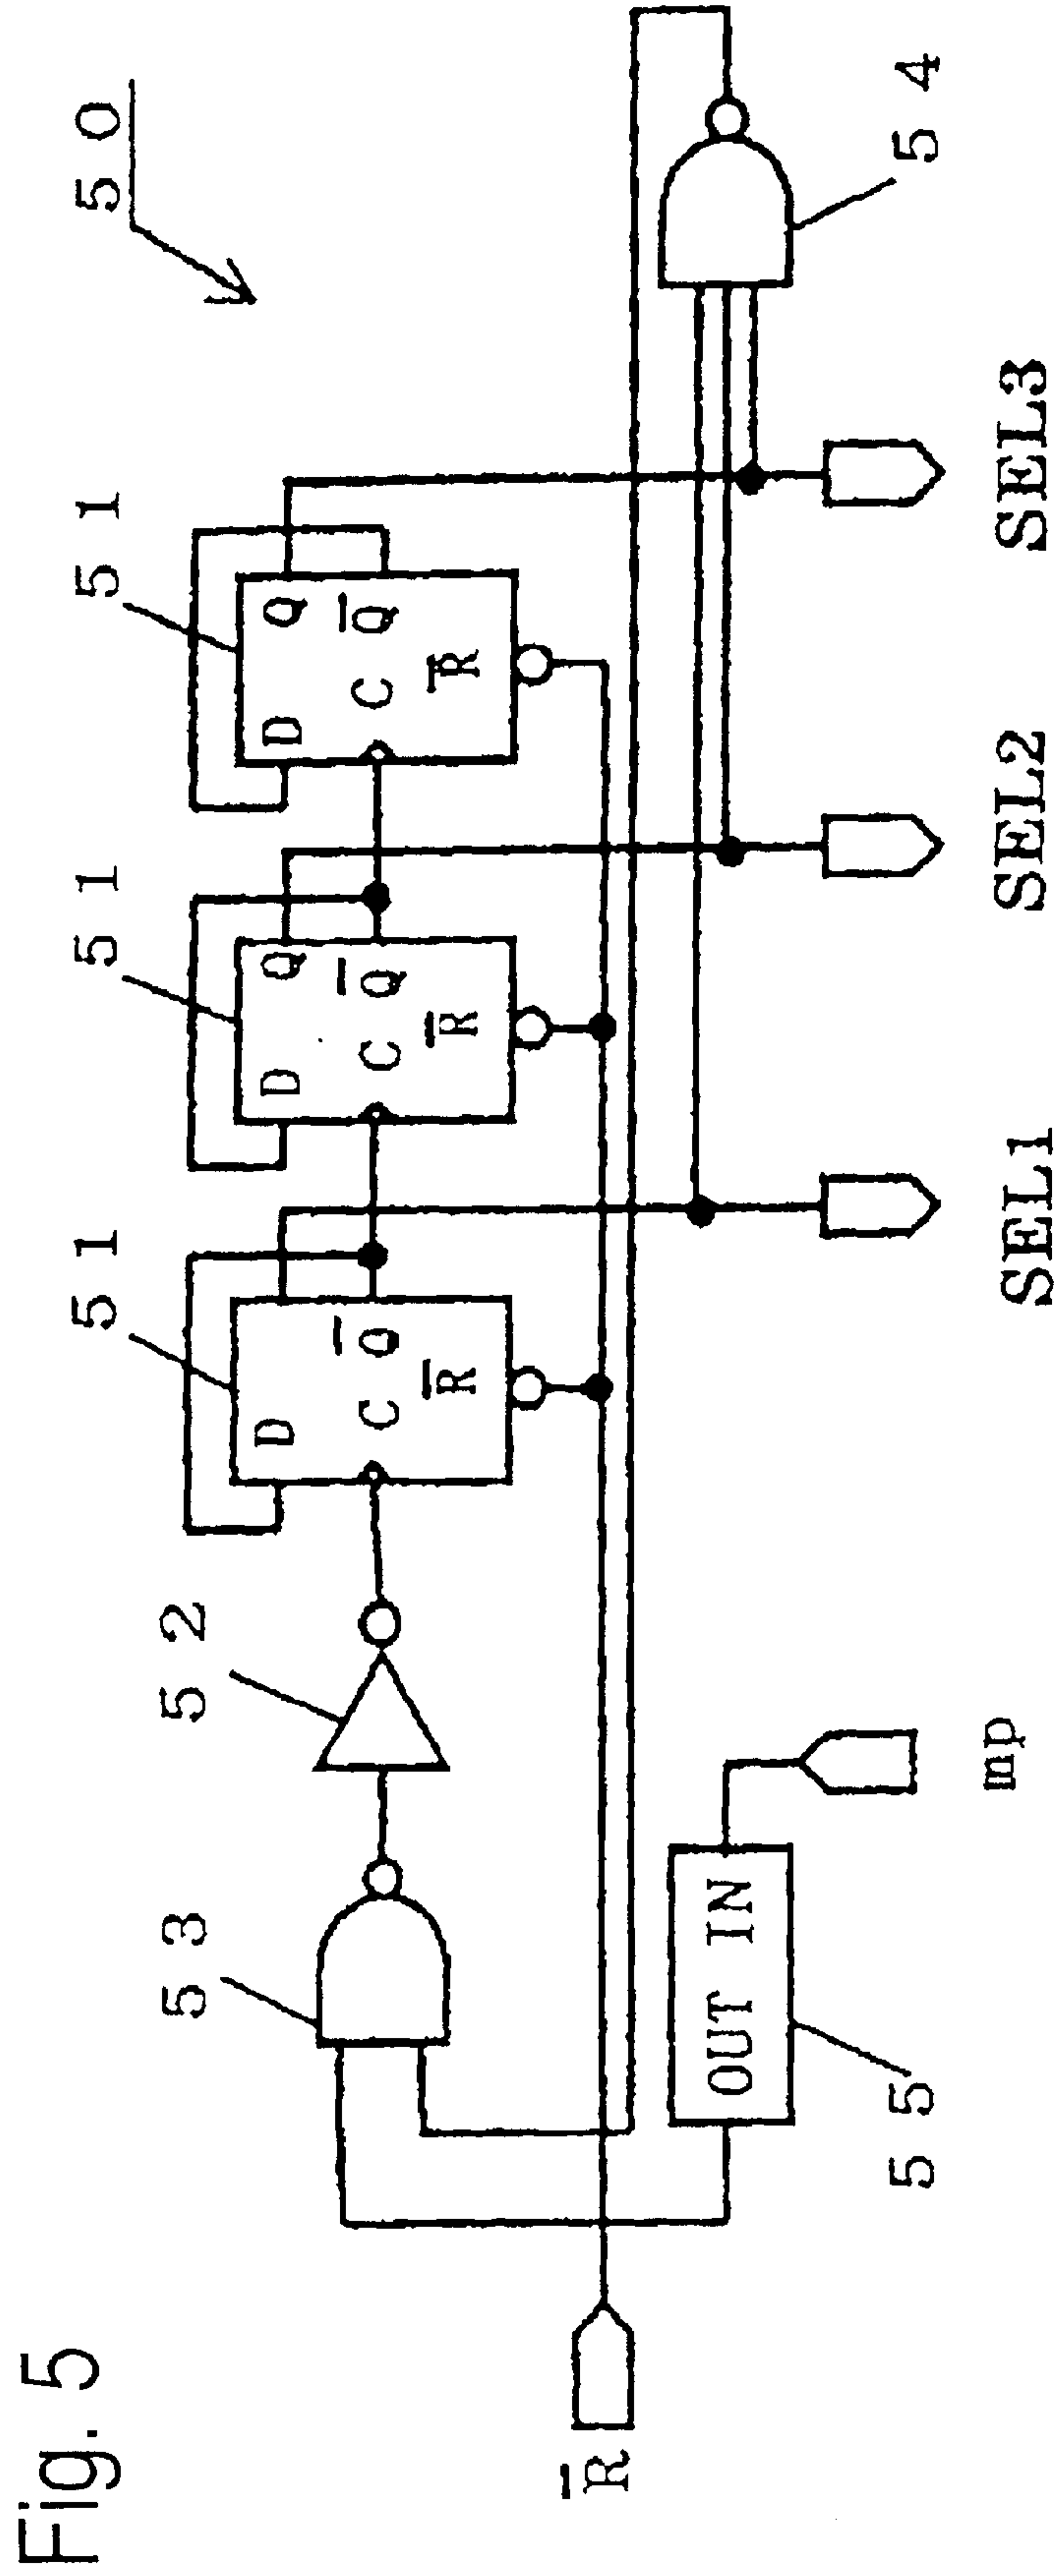 Fig. 5
50
51
51
51
52
53
D
Q̅
C
R̅
D
Q
Q̅
C
R̅
D
Q
Q̅
C
R̅
R̅
OUT IN
55
mp
54
SEL1
SEL2
SEL3